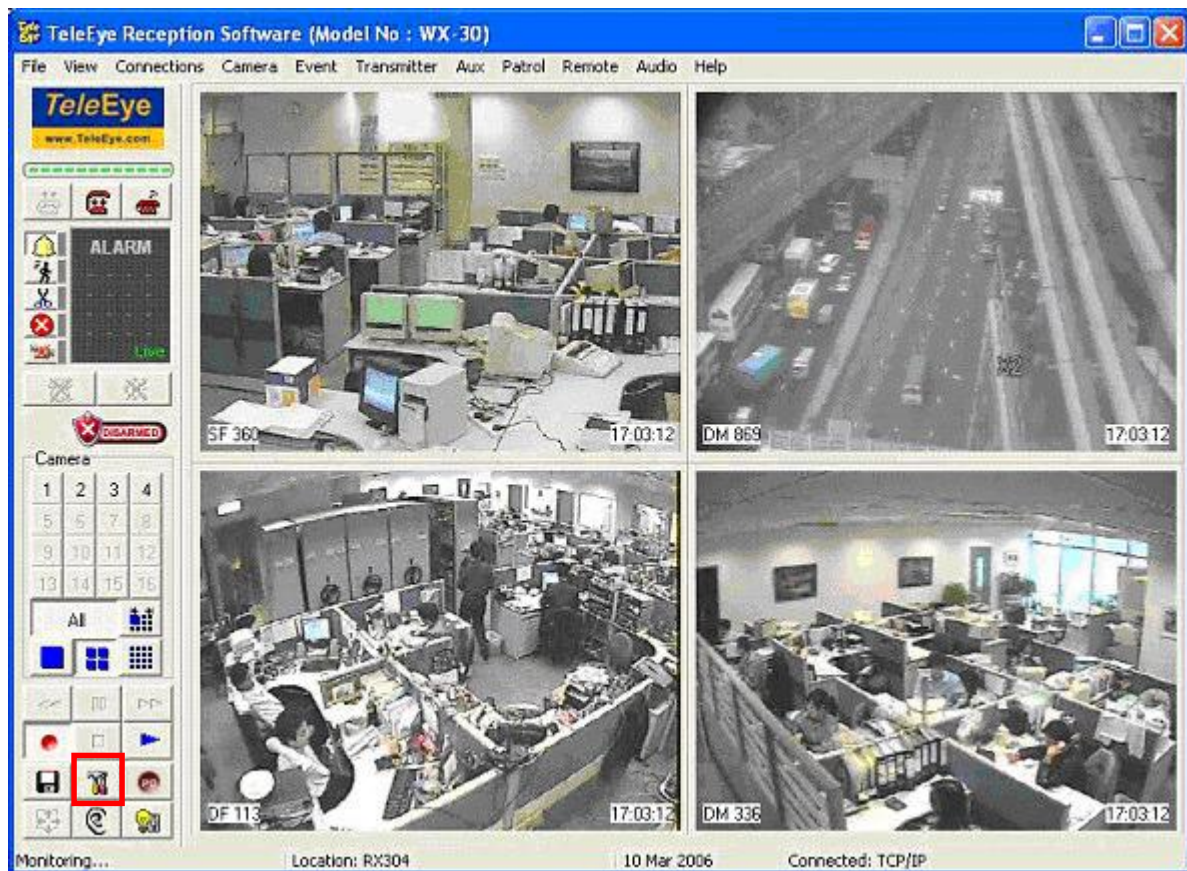 TeleEye Reception Software (Model No : WX-30)
File View Connections Camera Event Transmitter Aux Patrol Remote Audio Help
TeleEye
www.TeleEye.com
ALARM
Live
DISARMED
Camera
1 2 3 4
5 6 7 8
9 10 11 12
13 14 15 16
All
SF 360 17:03:12
DM 869 17:03:12
X2
DF 113 17:03:12
DM 336 17:03:12
Monitoring... Location: RX304 10 Mar 2006 Connected: TCP/IP